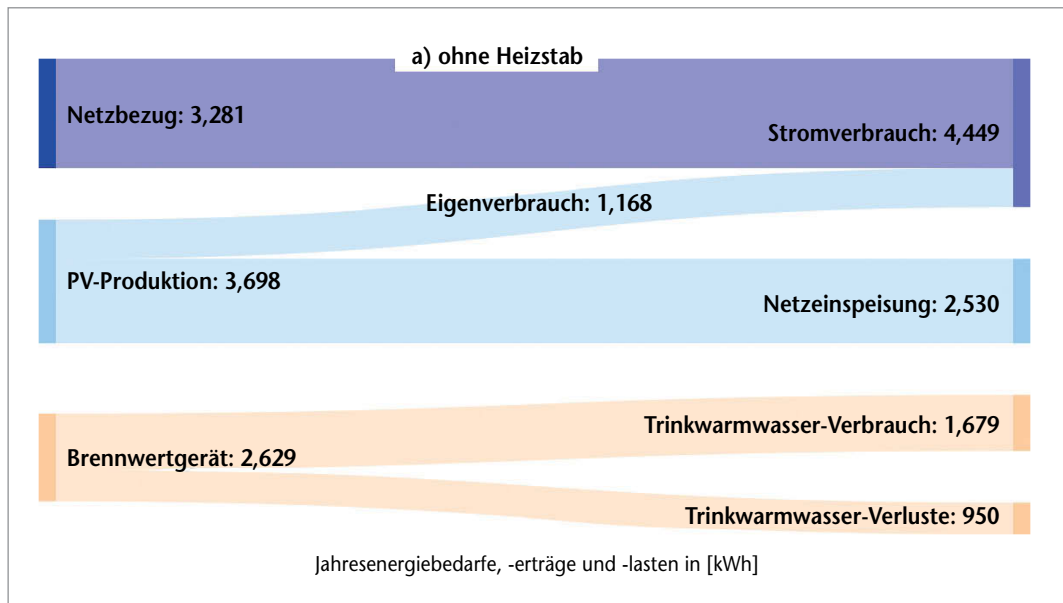 a) ohne Heizstab
Netzbezug: 3,281
Stromverbrauch: 4,449
Eigenverbrauch: 1,168
PV-Produktion: 3,698
Netzeinspeisung: 2,530
Trinkwarmwasser-Verbrauch: 1,679
Brennwertgerät: 2,629
Trinkwarmwasser-Verluste: 950
Jahresenergiebedarfe, -erträge und -lasten in [kWh]